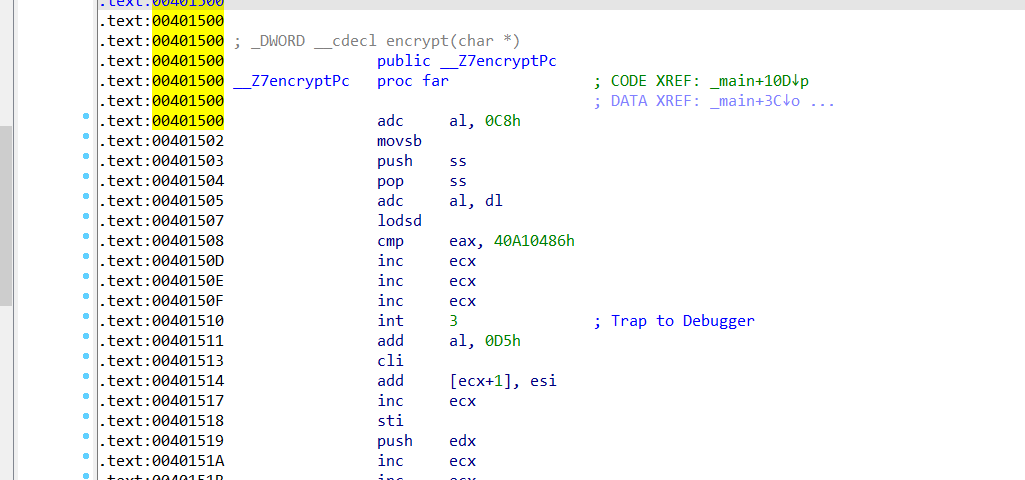 .text:00401500
.text:00401500
.text:00401500 ; _DWORD __cdecl encrypt(char *)
.text:00401500 public __Z7encryptPc
.text:00401500 __Z7encryptPc proc far ; CODE XREF: _main+10D↓p
.text:00401500 ; DATA XREF: _main+3C↓o ...
.text:00401500 adc al, 0C8h
.text:00401502 movsb
.text:00401503 push ss
.text:00401504 pop ss
.text:00401505 adc al, dl
.text:00401507 lodsd
.text:00401508 cmp eax, 40A10486h
.text:0040150D inc ecx
.text:0040150E inc ecx
.text:0040150F inc ecx
.text:00401510 int 3 ; Trap to Debugger
.text:00401511 add al, 0D5h
.text:00401513 cli
.text:00401514 add [ecx+1], esi
.text:00401517 inc ecx
.text:00401518 sti
.text:00401519 push edx
.text:0040151A inc ecx
.text:0040151B inc ecx